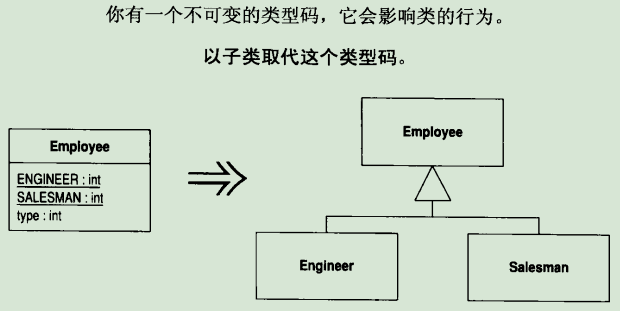 你有一个不可变的类型码，它会影响类的行为。
以子类取代这个类型码。
Employee
ENGINEER : int
SALESMAN : int
type : int
Employee
Engineer
Salesman